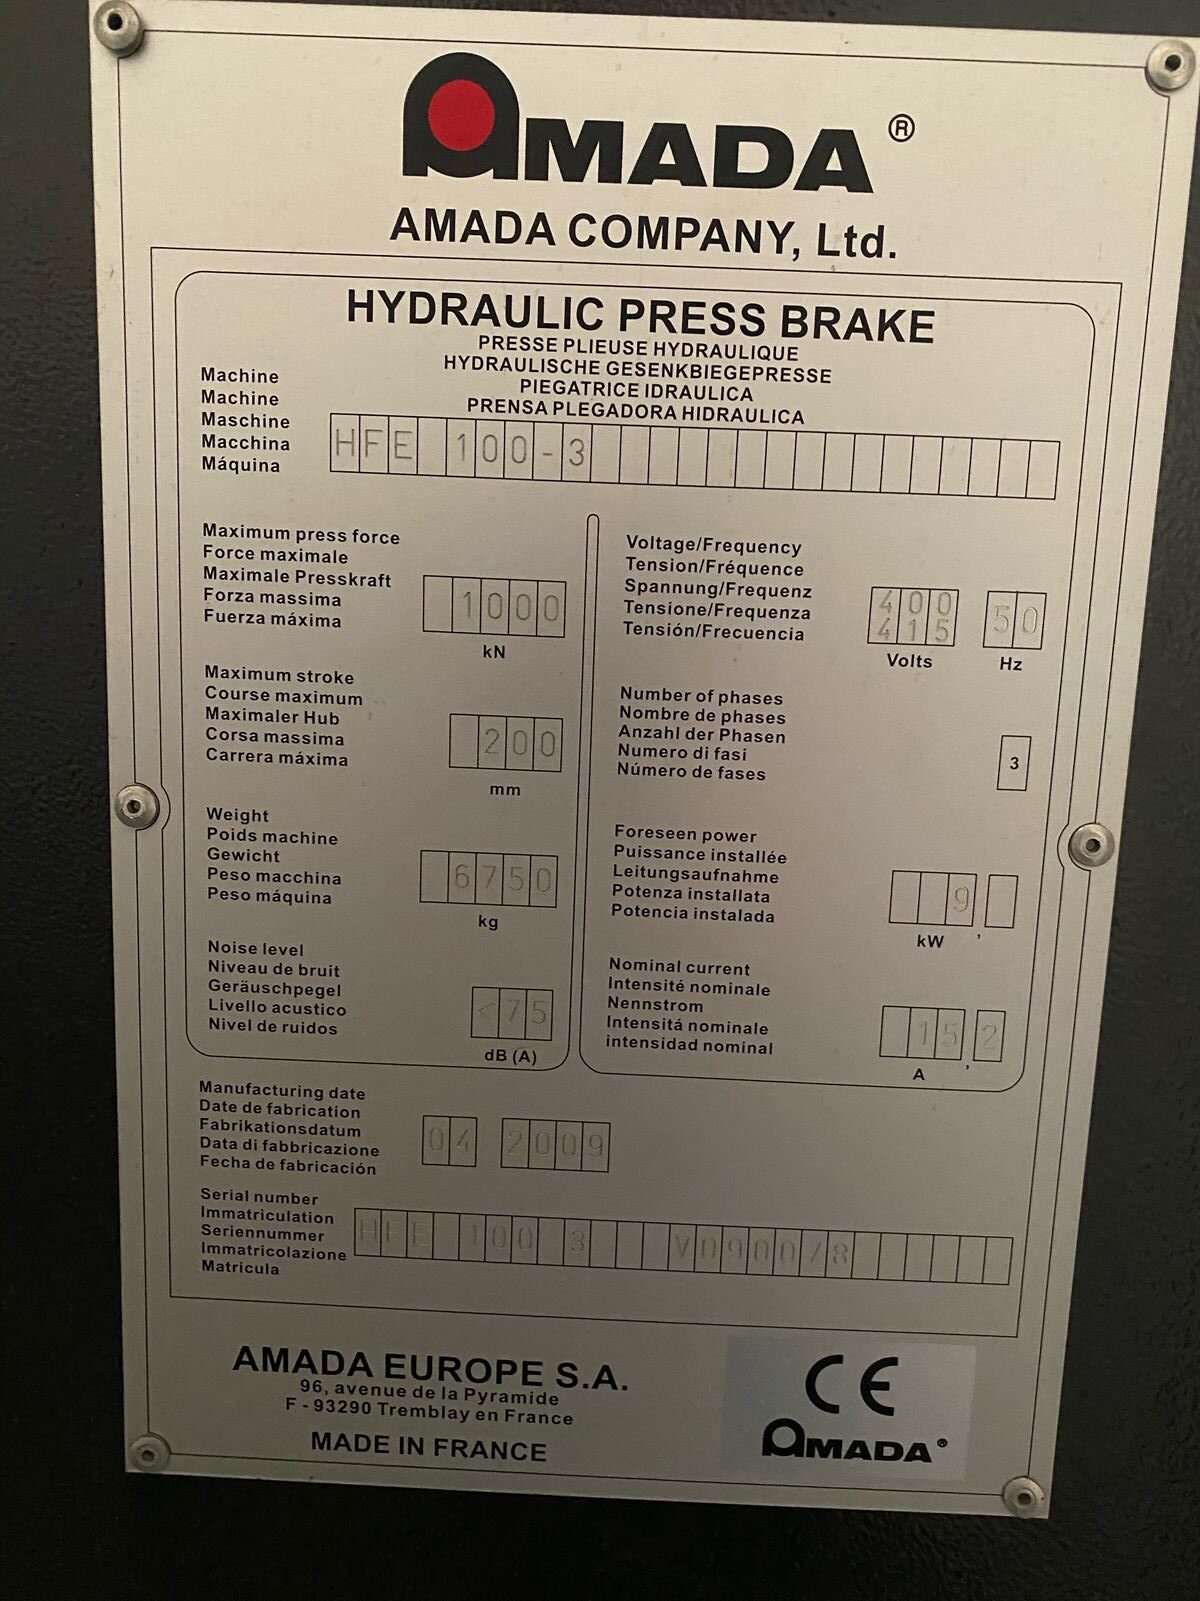 AMADA®
AMADA COMPANY, Ltd.
HYDRAULIC PRESS BRAKE
PRESSE PLIEUSE HYDRAULIQUE
HYDRAULISCHE GESENKBIEGEPRESSE
PIEGATRICE IDRAULICA
PRENSA PLEGADORA HIDRAULICA
Machine
Machine
Maschine
Macchina
Máquina
HFE 100-3
Maximum press force
Force maximale
Maximale Presskraft
Forza massima
Fuerza máxima
1000
kN
Maximum stroke
Course maximum
Maximaler Hub
Corsa massima
Carrera máxima
200
mm
Weight
Poids machine
Gewicht
Peso macchina
Peso máquina
6750
kg
Noise level
Niveau de bruit
Geräuschpegel
Livello acustico
Nivel de ruidos
<75
dB (A)
Voltage/Frequency
Tension/Fréquence
Spannung/Frequenz
Tensione/Frequenza
Tensión/Frecuencia
400
415
Volts
50
Hz
Number of phases
Nombre de phases
Anzahl der Phasen
Numero di fasi
Número de fases
3
Foreseen power
Puissance installée
Leitungsaufnahme
Potenza installata
Potencia instalada
9
kW ,
Nominal current
Intensité nominale
Nennstrom
Intensitá nominale
intensidad nominal
15 2
A ,
Manufacturing date
Date de fabrication
Fabrikationsdatum
Data di fabbricazione
Fecha de fabricación
04 2009
Serial number
Immatriculation
Seriennummer
Immatricolazione
Matricula
HFE 100 3
AMADA EUROPE S.A.
96, avenue de la Pyramide
F - 93290 Tremblay en France
MADE IN FRANCE
CE
AMADA®